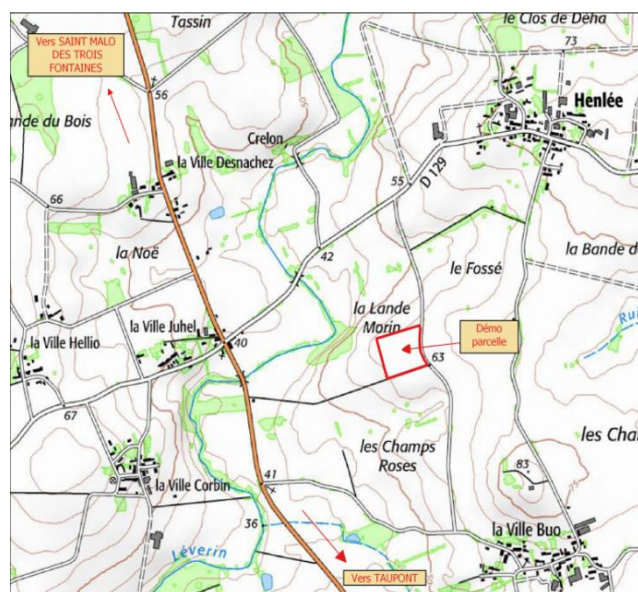 Tassin
le Clos de Déha
Vers SAINT MALO
DES TROIS
FONTAINES
73
56
Henlée
ande du Bois
Crelon
la Ville Desnachez
55
D 129
66
42
la Bande d
la Noë
le Fossé
la Lande
Morin
Démo
parcelle
Rui
la Ville Juhel
40
la Ville Hellio
63
67
les Champs
Roses
les Cha
la Ville Corbin
41
83
36
la Ville Buo
Léverin
Vers TAUPONT